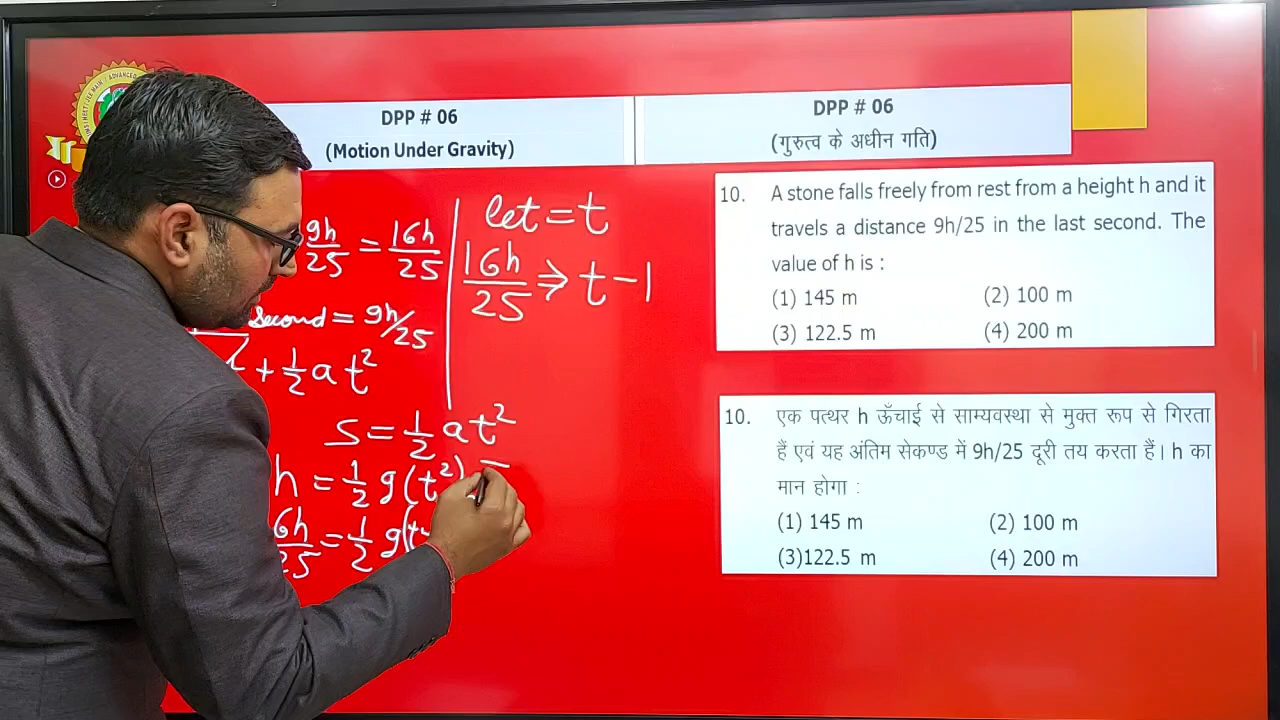 DPP # 06
(Motion Under Gravity)
DPP # 06
(गुरुत्व के अधीन गति)
9h/25 = 16h/25
second = 9h/25
+ 1/2 a t²
s = 1/2 a t²
h = 1/2 g(t²)
6h/25 = 1/2 g(t-
let = t
16h/25 ⇒ t - 1
10. A stone falls freely from rest from a height h and it
travels a distance 9h/25 in the last second. The
value of h is :
(1) 145 m (2) 100 m
(3) 122.5 m (4) 200 m
10. एक पत्थर h ऊँचाई से साम्यवस्था से मुक्त रूप से गिरता
हैं एवं यह अंतिम सेकण्ड में 9h/25 दूरी तय करता हैं। h का
मान होगा :
(1) 145 m (2) 100 m
(3)122.5 m (4) 200 m